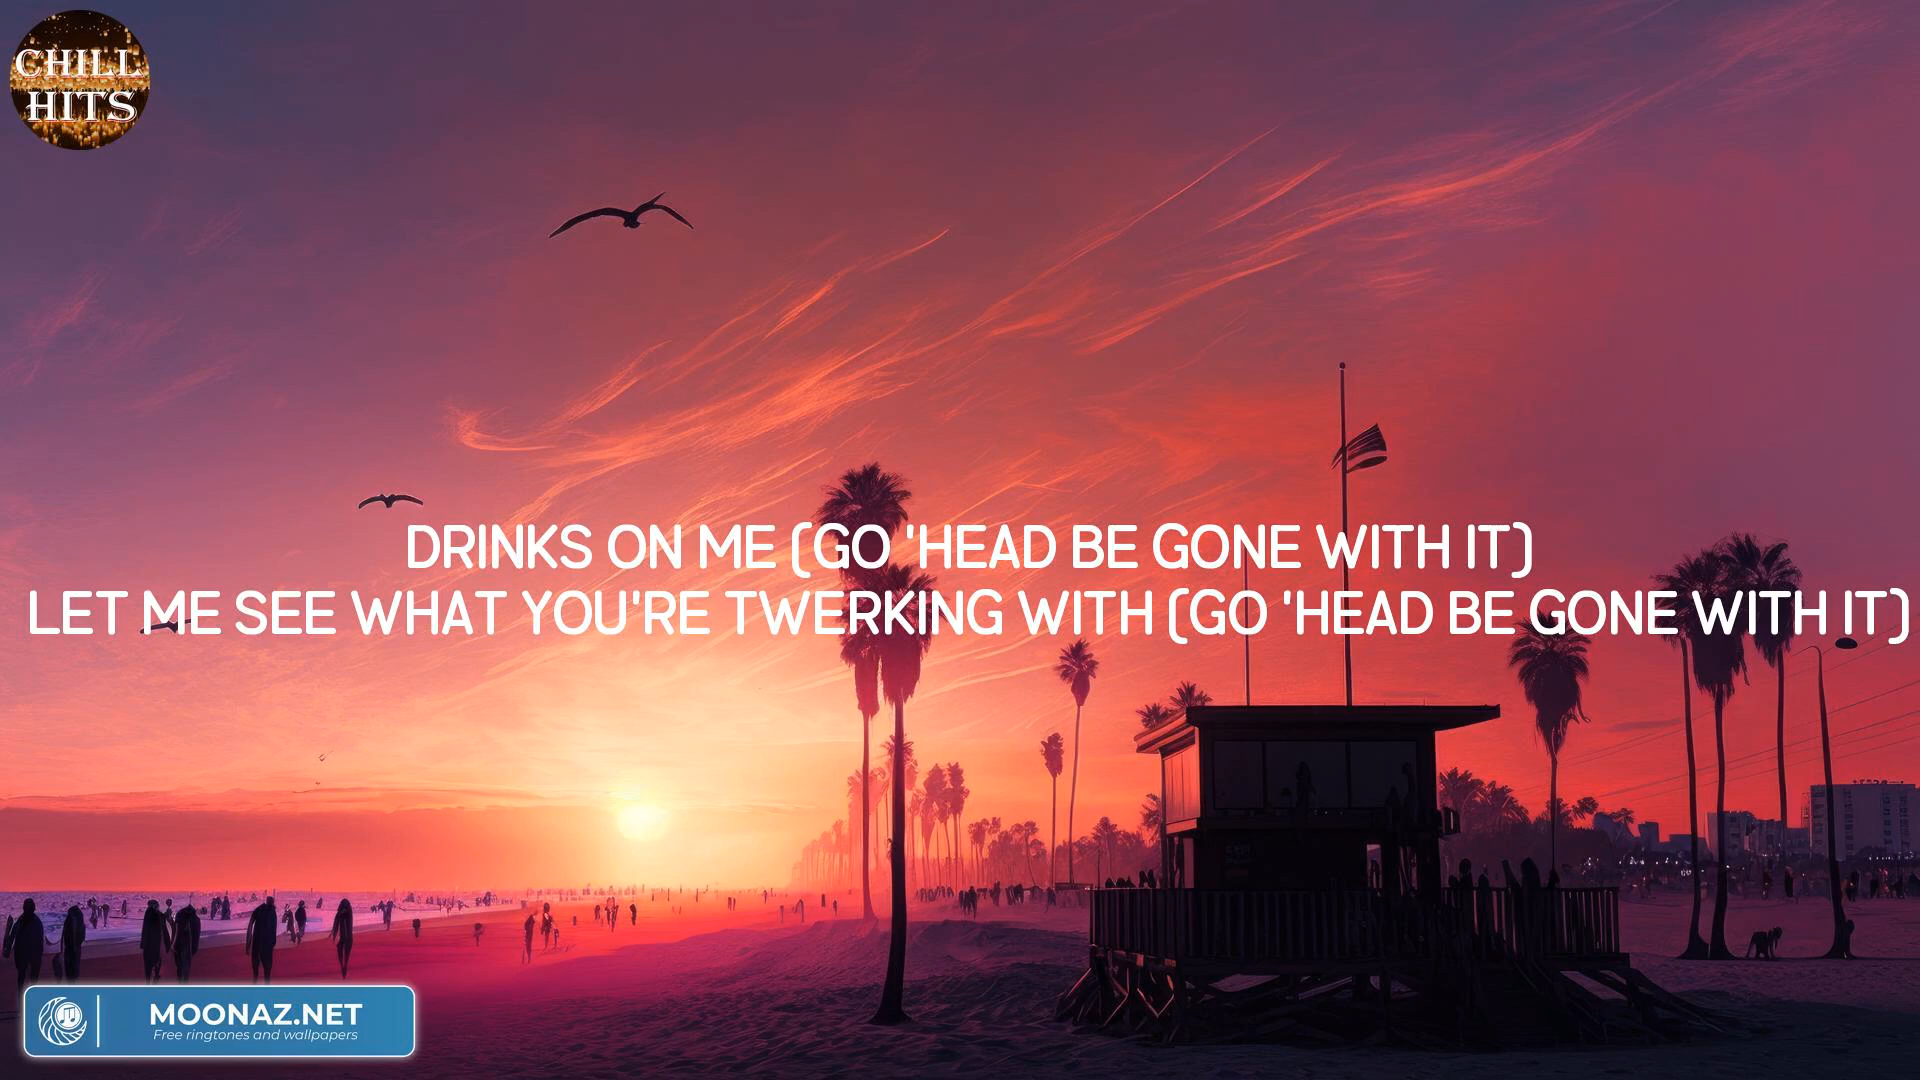 CHILL
HITS
DRINKS ON ME (GO 'HEAD BE GONE WITH IT)
LET ME SEE WHAT YOU'RE TWERKING WITH (GO 'HEAD BE GONE WITH IT)
MOONAZ.NET
Free ringtones and wallpapers